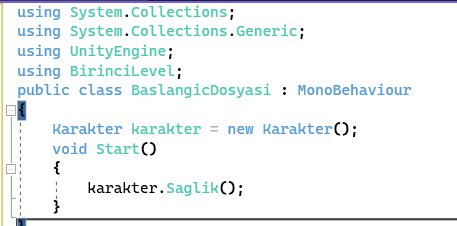 using System.Collections;
using System.Collections.Generic;
using UnityEngine;
using BirinciLevel;
public class BaslangicDosyasi : MonoBehaviour
{
    Karakter karakter = new Karakter();
    void Start()
    {
        karakter.Saglik();
    }
}